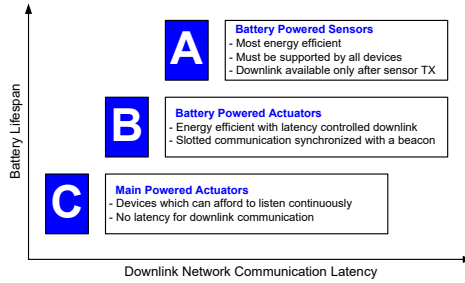 Battery Lifespan
A
Battery Powered Sensors
- Most energy efficient
- Must be supported by all devices
- Downlink available only after sensor TX
B
Battery Powered Actuators
- Energy efficient with latency controlled downlink
- Slotted communication synchronized with a beacon
C
Main Powered Actuators
- Devices which can afford to listen continuously
- No latency for downlink communication
Downlink Network Communication Latency